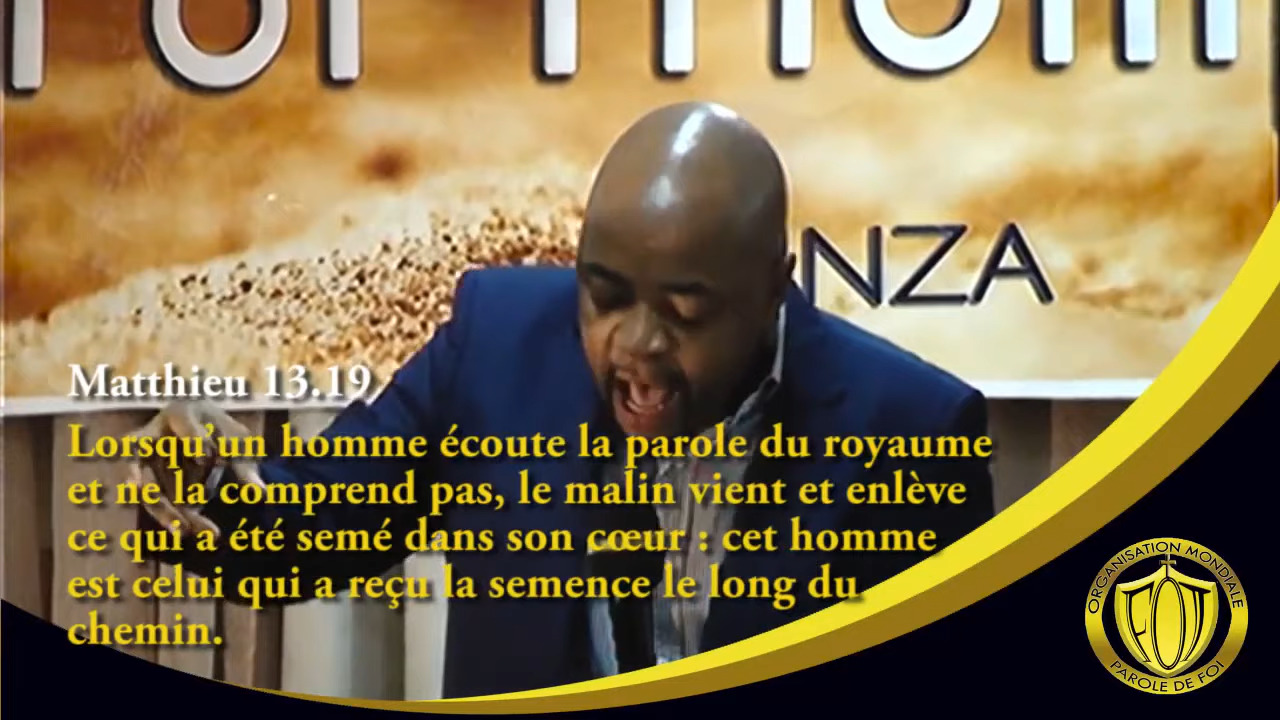 NZA
Matthieu 13.19
Lorsqu’un homme écoute la parole du royaume
et ne la comprend pas, le malin vient et enlève
ce qui a été semé dans son cœur : cet homme
est celui qui a reçu la semence le long du
chemin.
ORGANISATION MONDIALE
FOI
PAROLE DE FOI